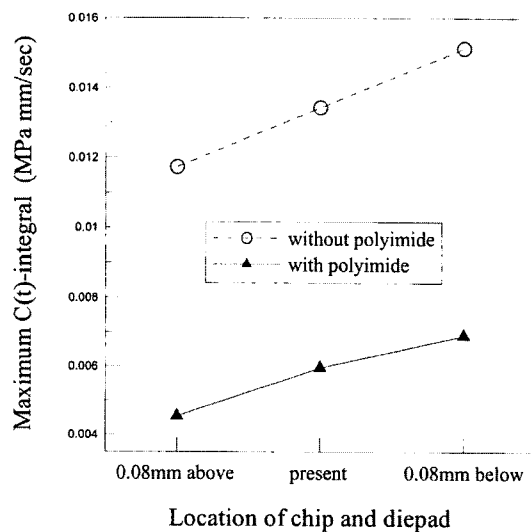 Maximum C(t)-integral (MPa mm/sec)
0.016
0.014
0.012
0.01
0.008
0.006
0.004
without polyimide
with polyimide
0.08mm above
present
0.08mm below
Location of chip and diepad